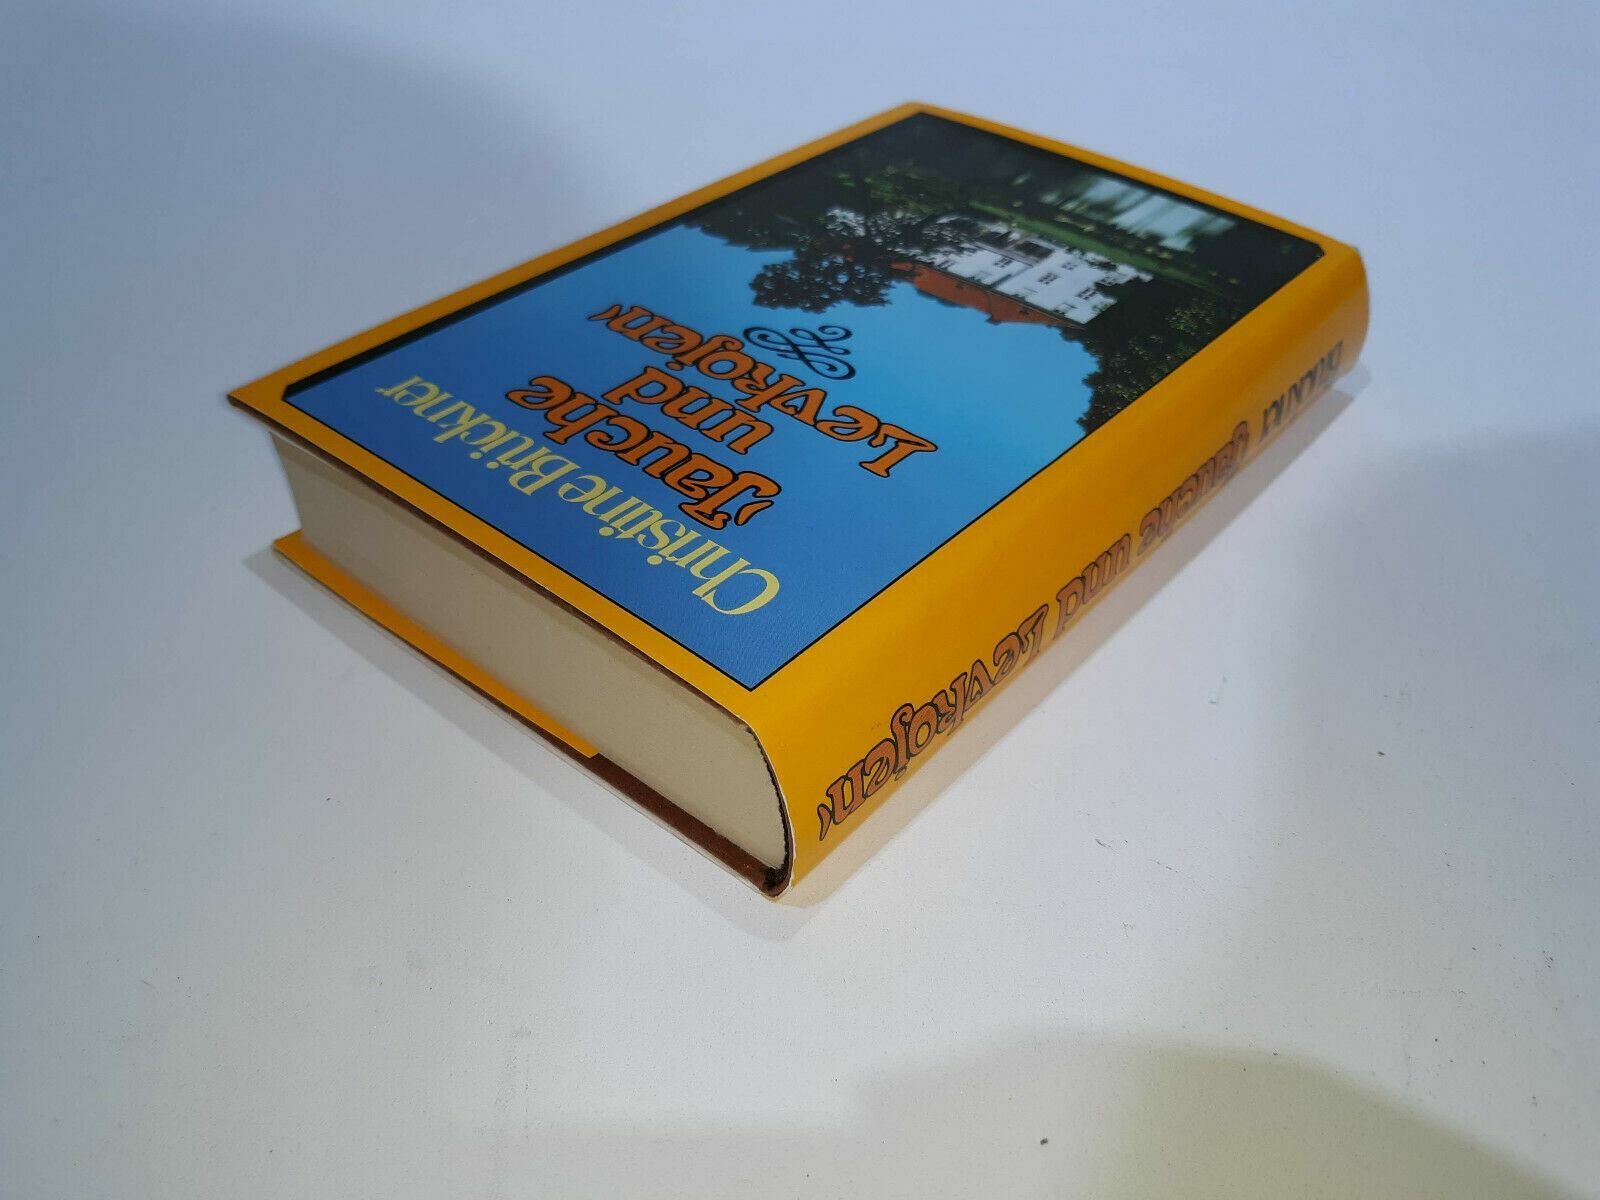 Christine Brückner
›Jauche
und
Levkojen‹
Brückner ›Jauche und Levkojen‹